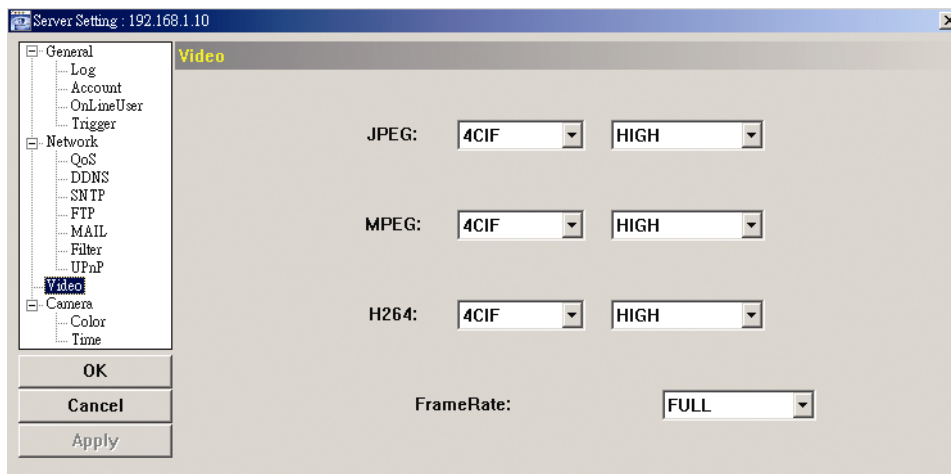 Server Setting : 192.168.1.10
General
Log
Account
OnLineUser
Trigger
Network
QoS
DDNS
SNTP
FTP
MAIL
Filter
UPnP
Video
Camera
Color
Time
OK
Cancel
Apply
Video
JPEG: 4CIF HIGH
MPEG: 4CIF HIGH
H264: 4CIF HIGH
FrameRate: FULL